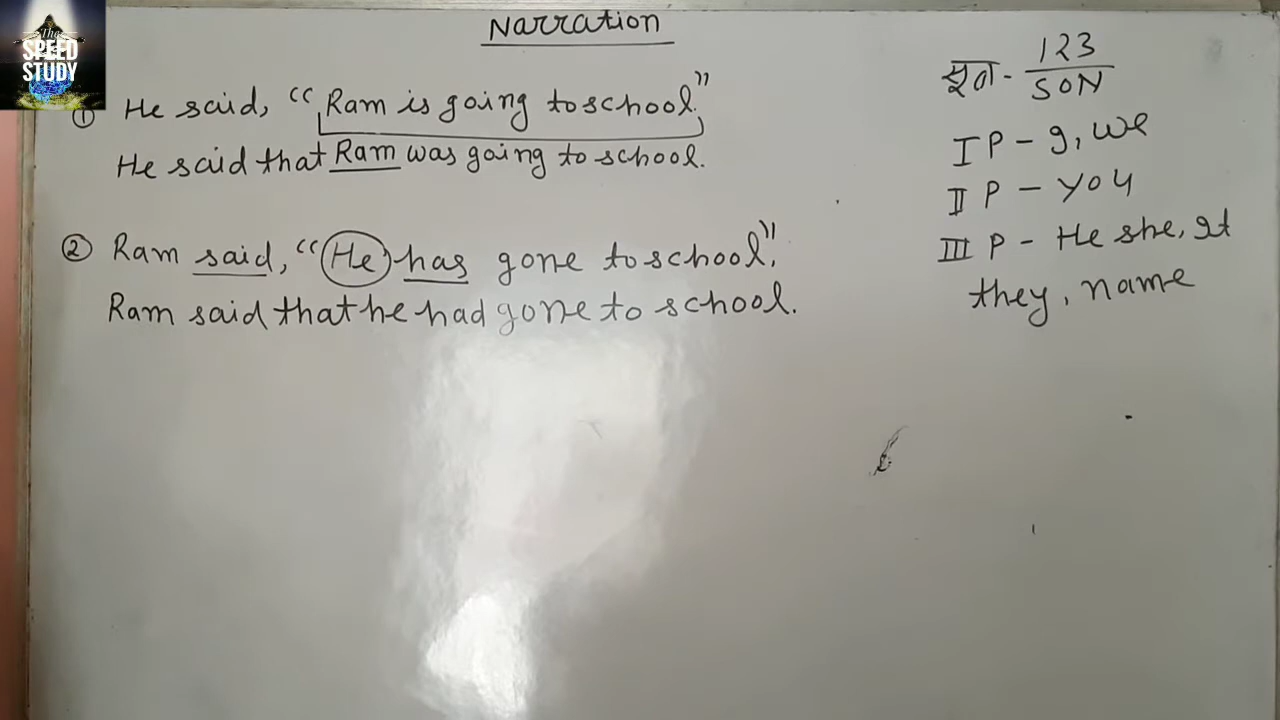 The
SPEED
STUDY
Narration
① He said, “Ram is going to school.”
He said that Ram was going to school.
② Ram said, “He has gone to school.”
Ram said that he had gone to school.
सूत्र - 123
SON
I P - I, we
II P - you
III P - He she, It
they, name